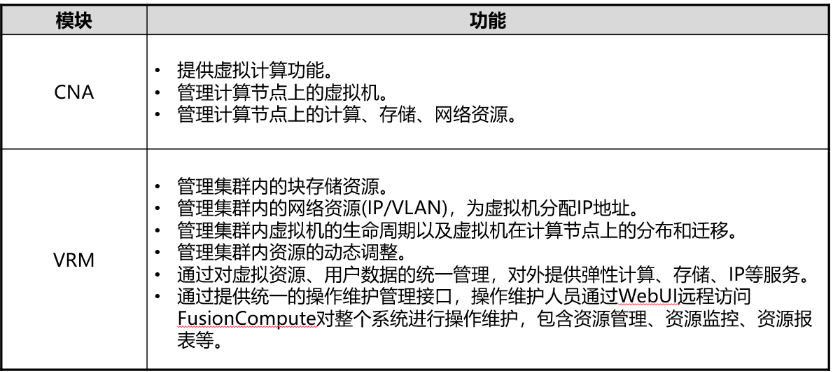 模块 功能
CNA
• 提供虚拟计算功能。
• 管理计算节点上的虚拟机。
• 管理计算节点上的计算、存储、网络资源。
VRM
• 管理集群内的块存储资源。
• 管理集群内的网络资源(IP/VLAN)，为虚拟机分配IP地址。
• 管理集群内虚拟机的生命周期以及虚拟机在计算节点上的分布和迁移。
• 管理集群内资源的动态调整。
• 通过对虚拟资源、用户数据的统一管理，对外提供弹性计算、存储、IP等服务。
• 通过提供统一的操作维护管理接口，操作维护人员通过WebUI远程访问
FusionCompute对整个系统进行操作维护，包含资源管理、资源监控、资源报
表等。